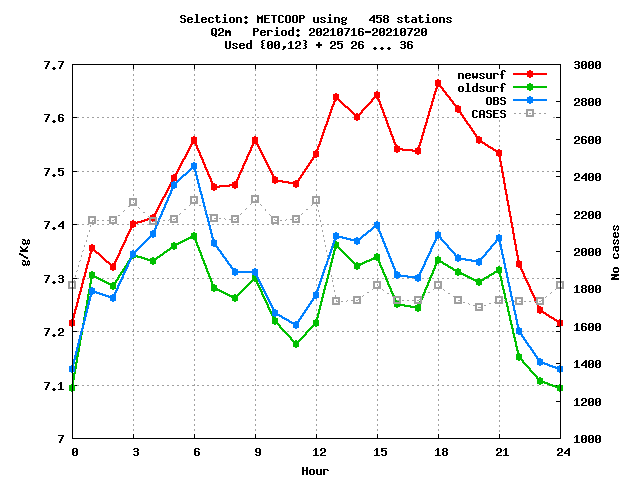 Selection: METCOOP using   458 stations
Q2m   Period: 20210716-20210720
Used {00,12} + 25 26 ... 36
newsurf
oldsurf
OBS
CASES
7.7
7.6
7.5
7.4
7.3
7.2
7.1
7
g/Kg
3000
2800
2600
2400
2200
2000
1800
1600
1400
1200
1000
No cases
0 3 6 9 12 15 18 21 24
Hour